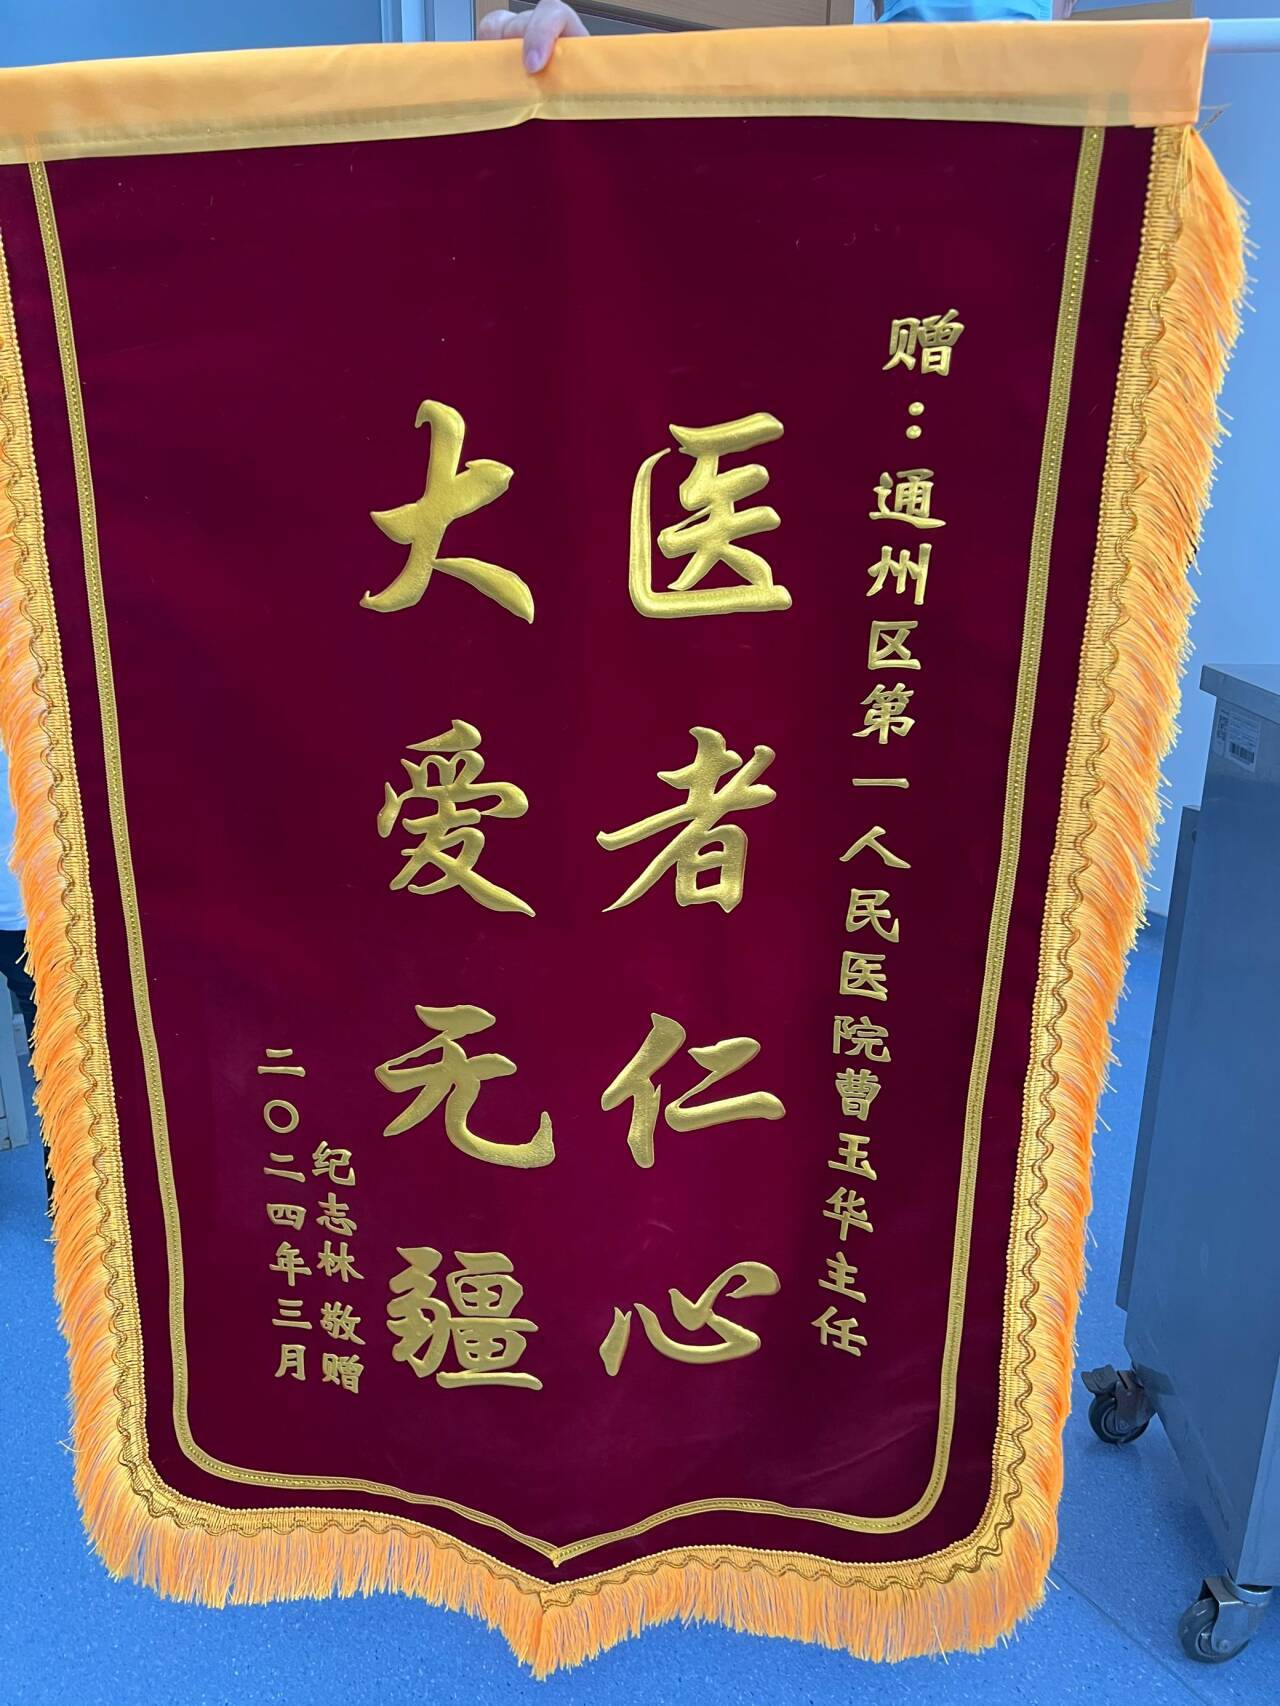 赠：通州区第一人民医院曹玉华主任
医者仁心
大爱无疆
纪志林 敬赠
二〇二四年三月